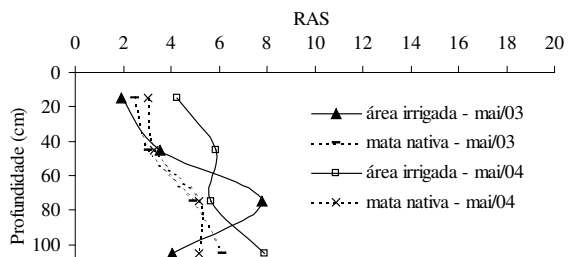 RAS
0 2 4 6 8 10 12 14 16 18 20
0
20
40
60
80
100
Profundidade (cm)
área irrigada - mai/03
mata nativa - mai/03
área irrigada - mai/04
mata nativa - mai/04